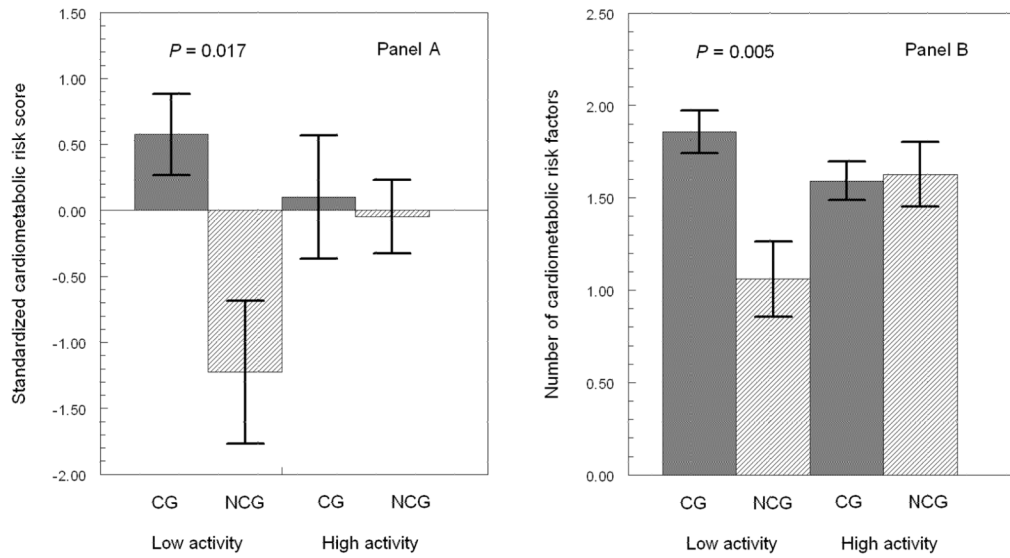 P = 0.017
Panel A
Standardized cardiometabolic risk score
1.50
1.00
0.50
0.00
-0.50
-1.00
-1.50
-2.00
CG NCG CG NCG
Low activity High activity
P = 0.005
Panel B
Number of cardiometabolic risk factors
2.50
2.00
1.50
1.00
0.50
0.00
CG NCG CG NCG
Low activity High activity